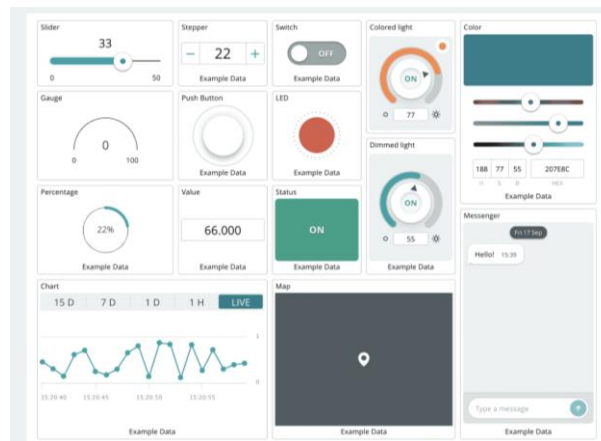 Slider
33
0 50
Stepper
− 22 +
Example Data
Switch
OFF
Example Data
Colored light
ON
77
Example Data
Color
188 77 55 207E8C
H S B HEX
Example Data
Gauge
0
0 100
Push Button
Example Data
LED
Example Data
Dimmed light
ON
55
Example Data
Percentage
22%
Example Data
Value
66.000
Example Data
Status
ON
Example Data
Messenger
Fri 17 Sep
Hello! 15:39
Type a message
Example Data
Chart
15 D 7 D 1 D 1 H LIVE
1
0
15:20:40 15:20:45 15:20:50 15:20:55
Example Data
Map
Example Data